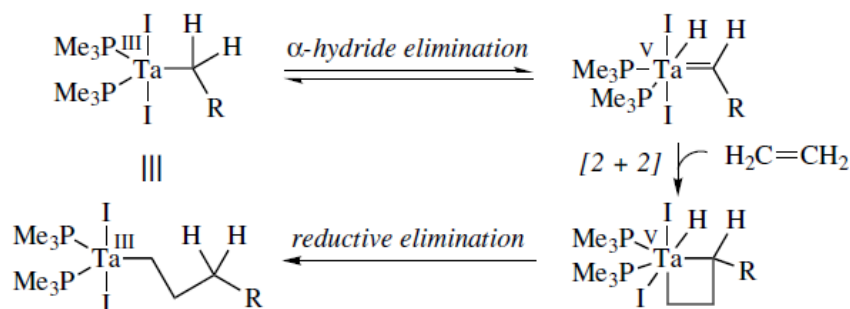 I
H
I
H
H
Me3P
III
H
α-hydride elimination
V
Ta
Me3P
Ta
Me3P
Me3P
R
I
R
I
[2 + 2]
H2C=CH2
I
I
H
H
Me3P
III
H
H
reductive elimination
Me3P
V
Ta
Ta
R
Me3P
Me3P
R
I
I